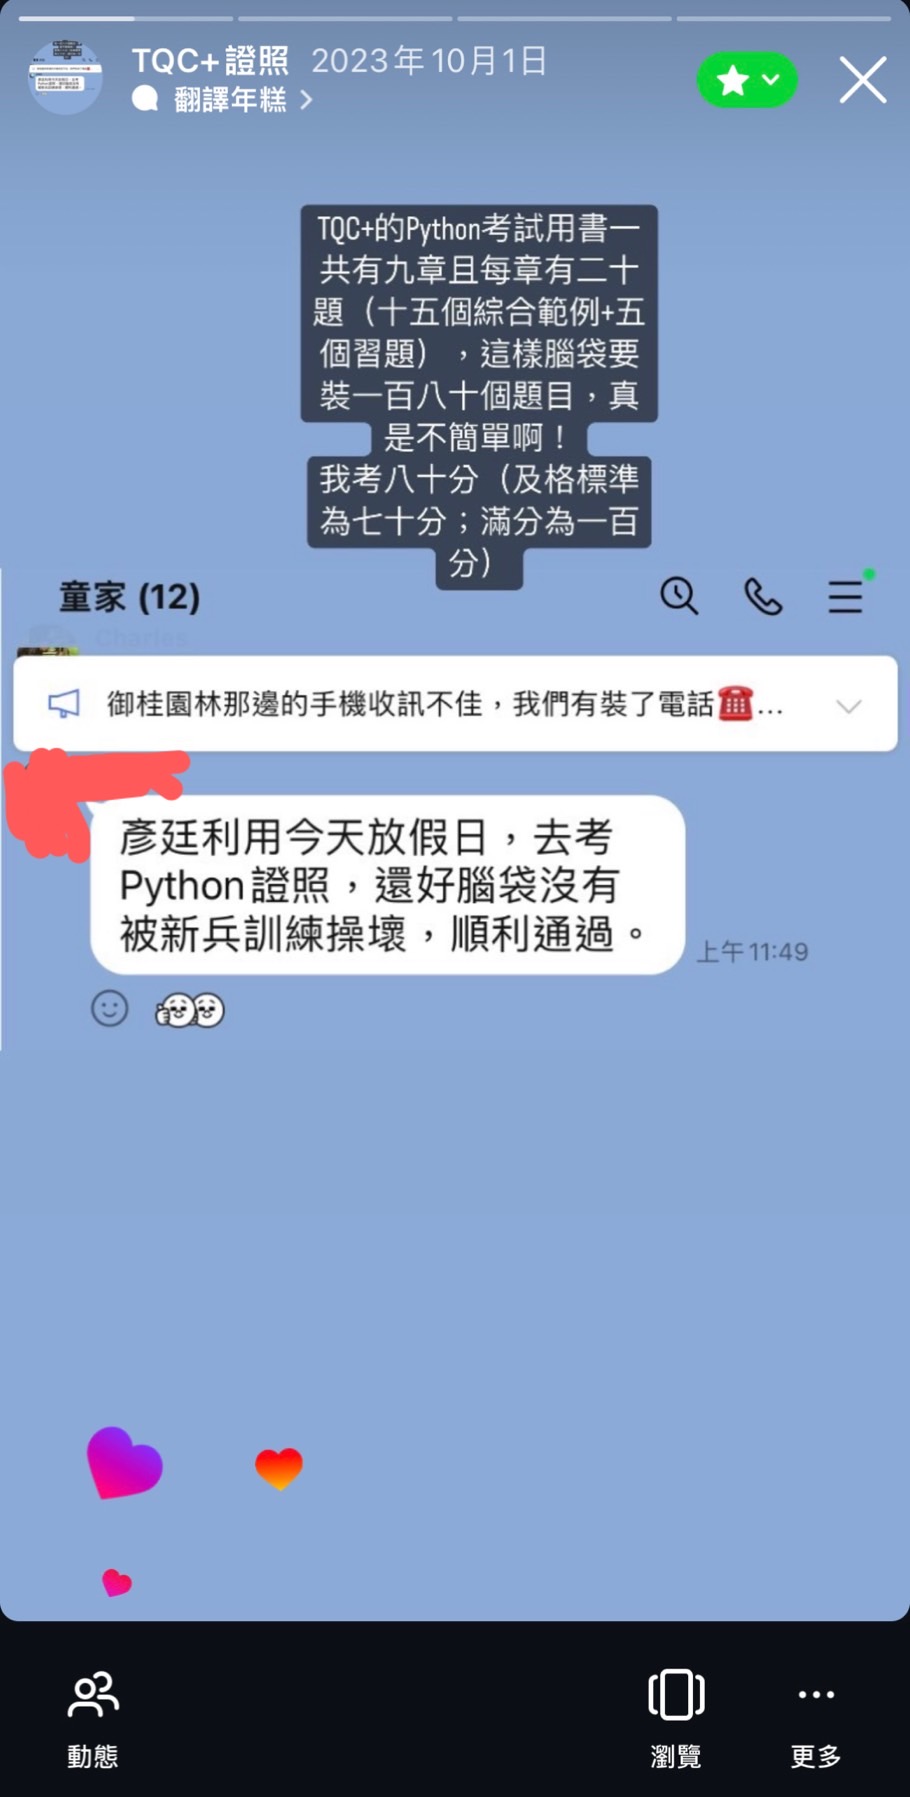 TQC+證照 2023年10月1日
翻譯年糕
TQC+的Python考試用書一
共有九章且每章有二十
題（十五個綜合範例+五
個習題），這樣腦袋要
裝一百八十個題目，真
是不簡單啊！
我考八十分（及格標準
為七十分；滿分為一百
分）
童家 (12)
Charles
御桂園林那邊的手機收訊不佳，我們有裝了電話☎️...
彥廷利用今天放假日，去考
Python證照，還好腦袋沒有
被新兵訓練操壞，順利通過。
上午11:49
動態
瀏覽
更多